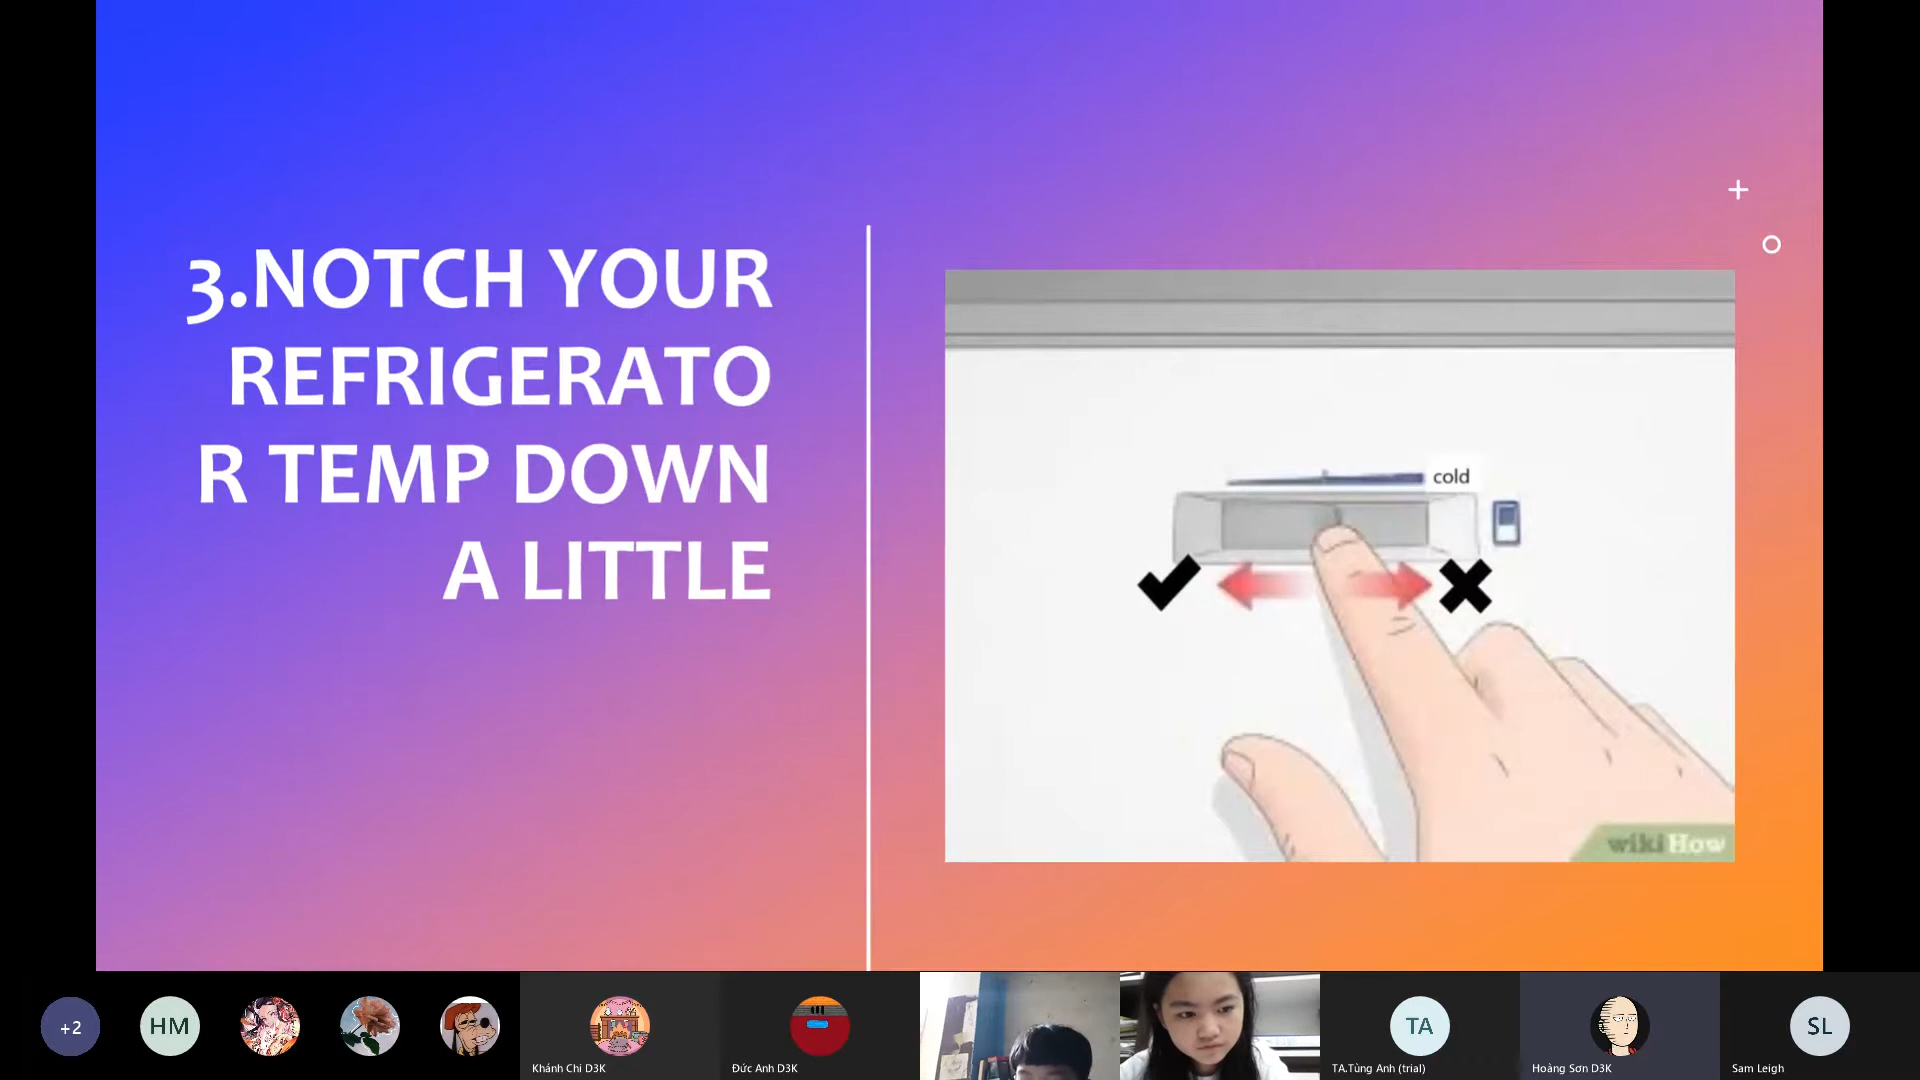 3.NOTCH YOUR
REFRIGERATO
R TEMP DOWN
A LITTLE
cold
wikiHow
+2
HM
Khánh Chi D3K
Đức Anh D3K
TA
TA.Tùng Anh (trial)
Hoàng Sơn D3K
SL
Sam Leigh